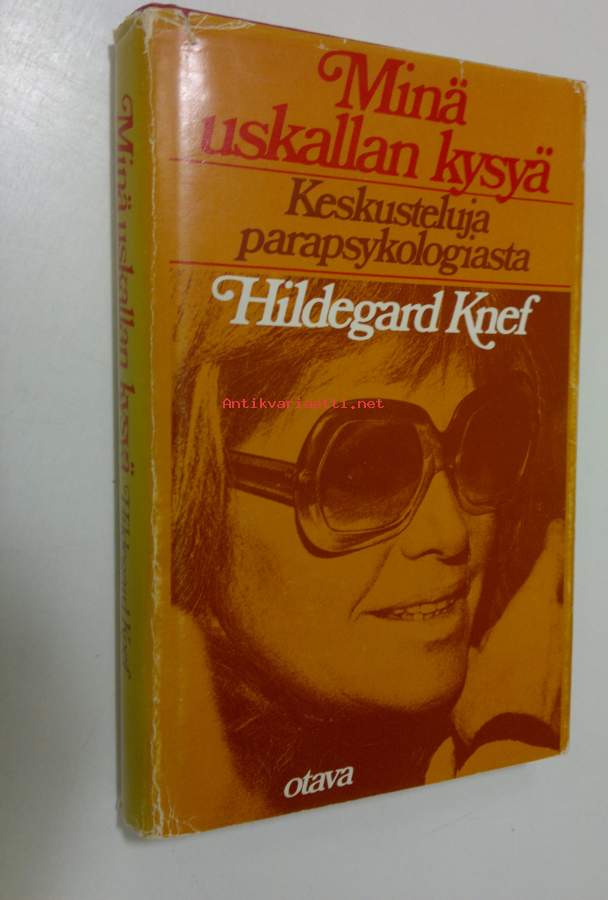 Minä
uskallan kysyä
Keskusteluja
parapsykologiasta
Hildegard Knef
Antikvariaatti.net
otava
Minä uskallan kysyä Hildegard Knef